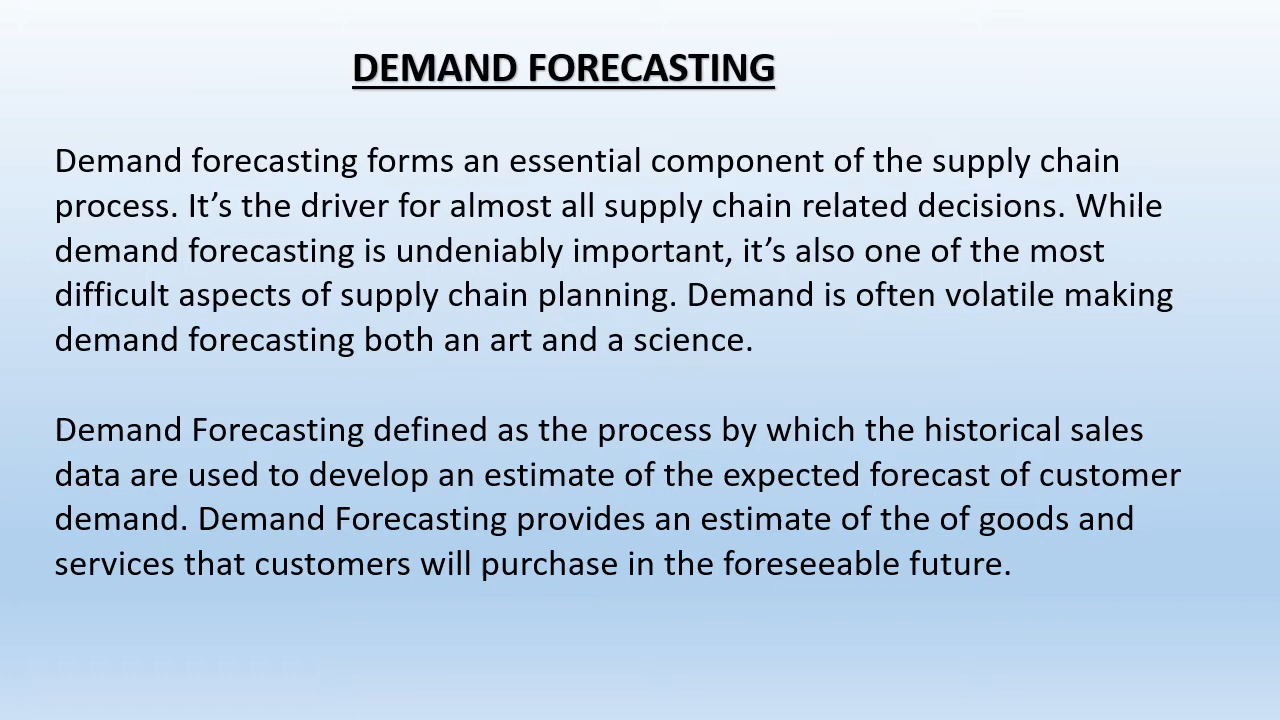 DEMAND FORECASTING
Demand forecasting forms an essential component of the supply chain
process. It’s the driver for almost all supply chain related decisions. While
demand forecasting is undeniably important, it’s also one of the most
difficult aspects of supply chain planning. Demand is often volatile making
demand forecasting both an art and a science.
Demand Forecasting defined as the process by which the historical sales
data are used to develop an estimate of the expected forecast of customer
demand. Demand Forecasting provides an estimate of the of goods and
services that customers will purchase in the foreseeable future.